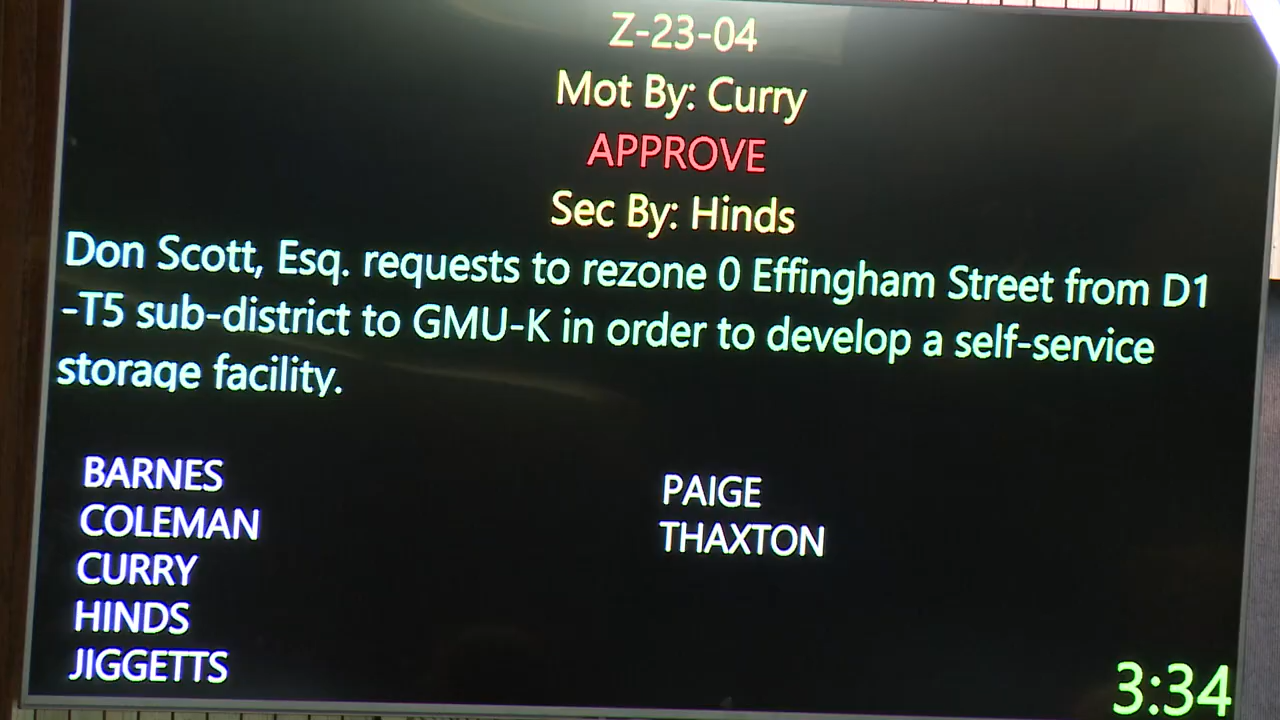 Z-23-04
Mot By: Curry
APPROVE
Sec By: Hinds
Don Scott, Esq. requests to rezone 0 Effingham Street from D1
-T5 sub-district to GMU-K in order to develop a self-service
storage facility.
BARNES
COLEMAN
CURRY
HINDS
JIGGETTS
PAIGE
THAXTON
3:34